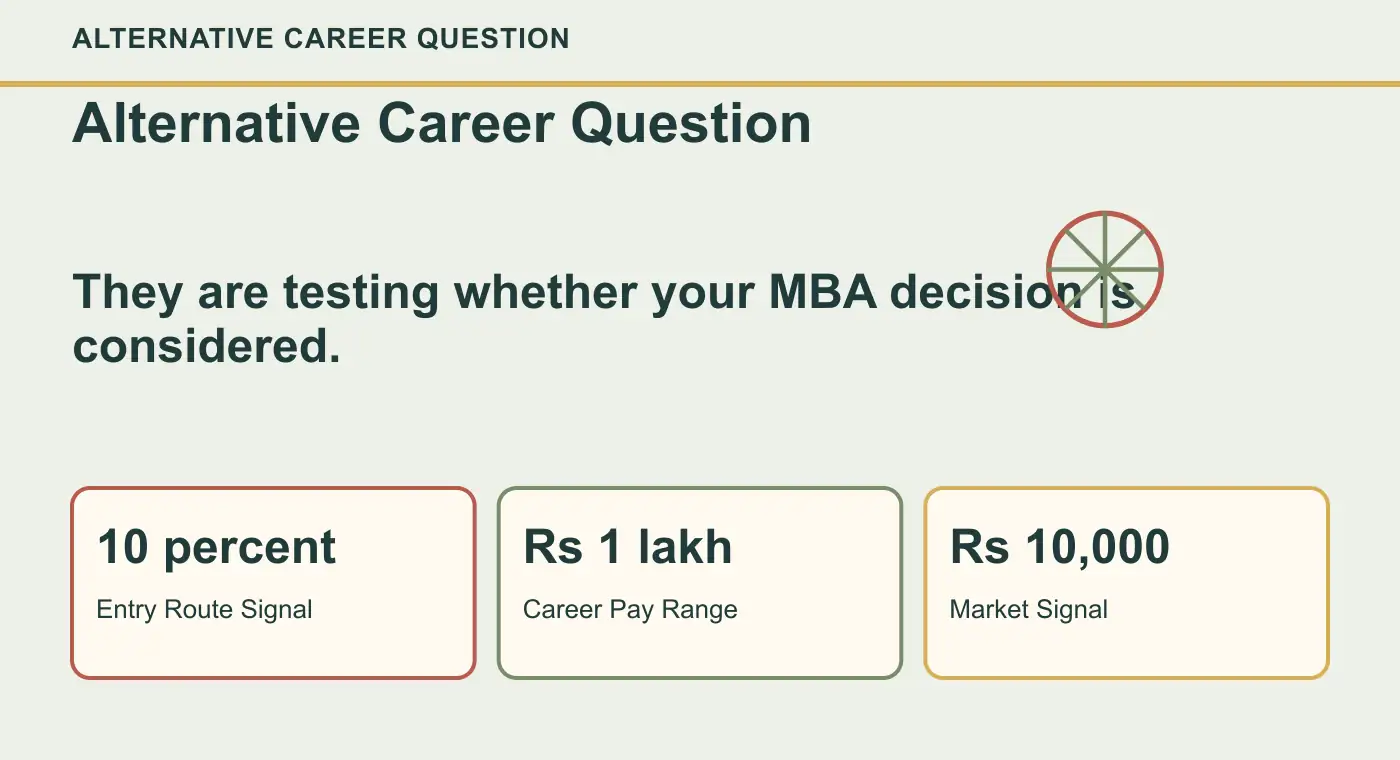 ALTERNATIVE CAREER QUESTION
Alternative Career Question
They are testing whether your MBA decision is
considered.
10 percent
Entry Route Signal
Rs 1 lakh
Career Pay Range
Rs 10,000
Market Signal